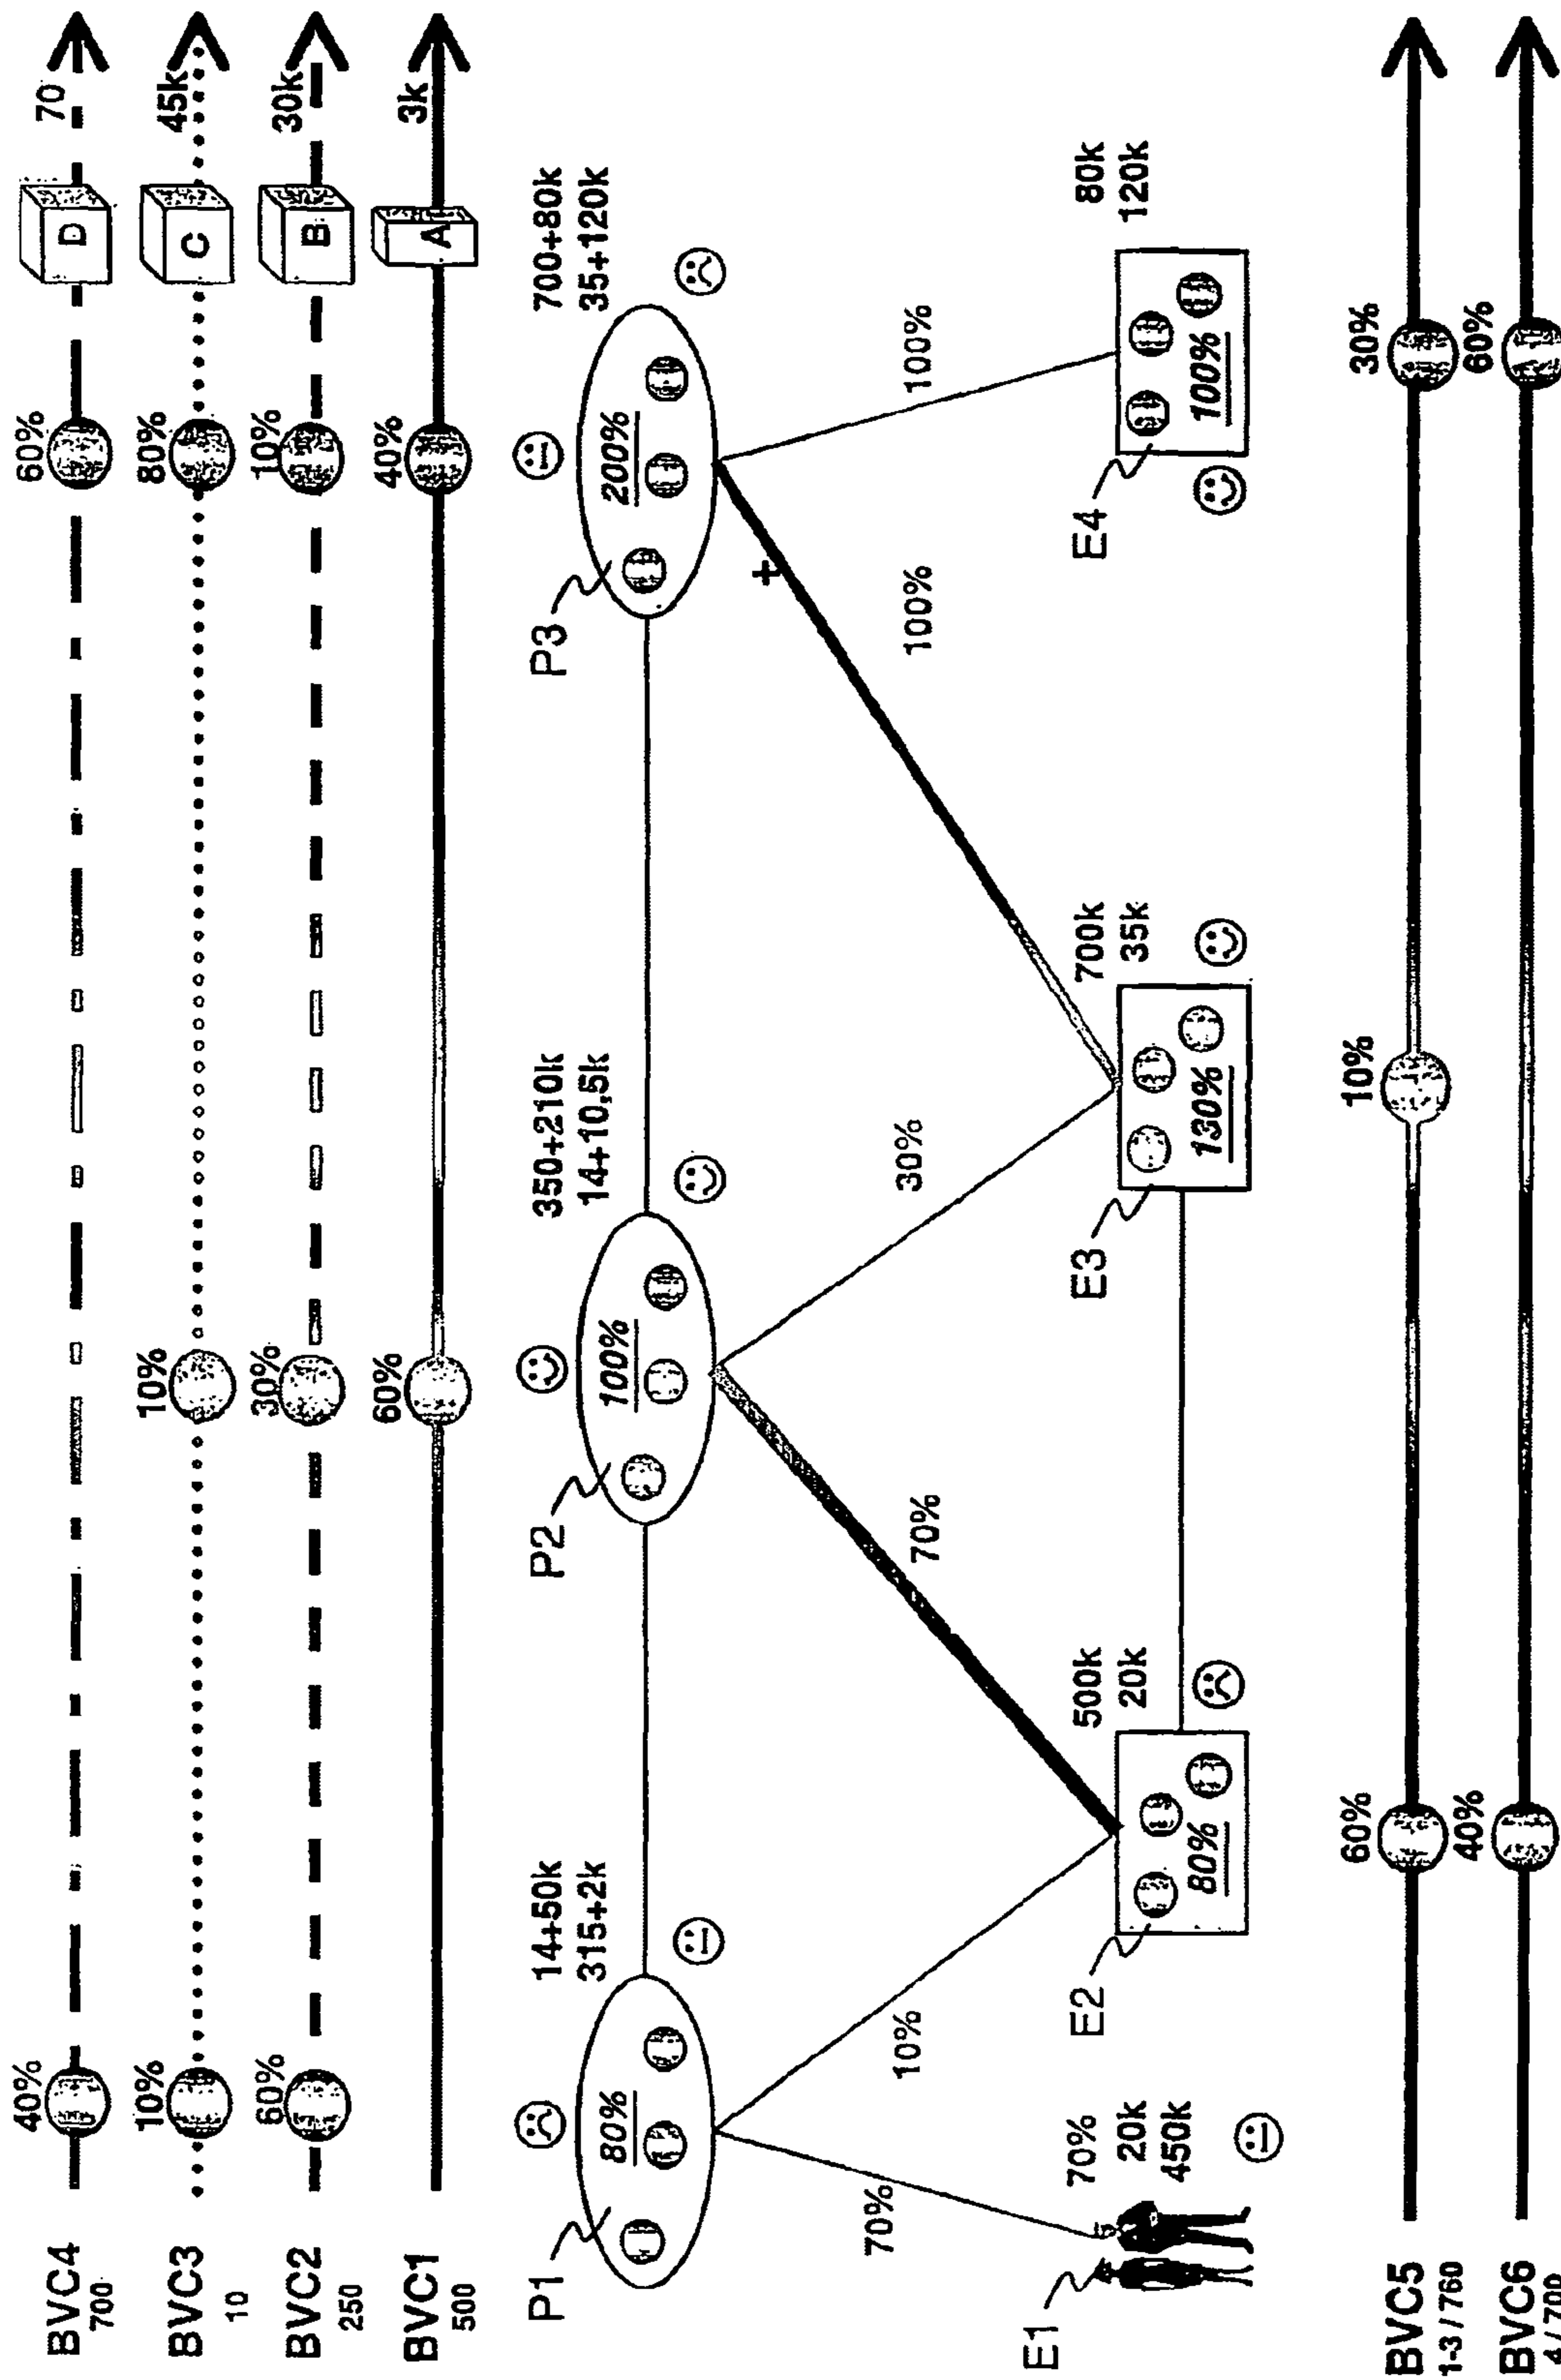 BVC4 40% 60% D 70
700
BVC3 10% 10% 80% C 45k
10
BVC2 60% 30% 10% B 30k
250
BVC1 60% 40% A 3k
500
14+50k 350+210k 700+80k
315+2k 14+10,5k 35+120k
P1 80% P2 100% P3 200%
+
70% 10% 70% 30% 100% 100%
E1 E2 E3 E4
70% 500k 700k 80k
20k 20k 35k 120k
450k
80% 130% 100%
BVC5 60% 10% 30%
1-3 / 760
BVC6 40% 60%
4 / 700